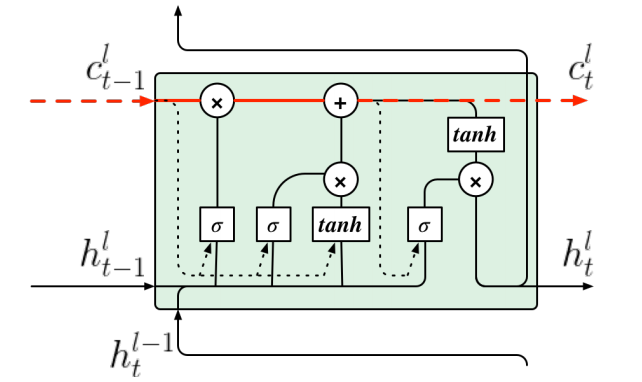 c_{t-1}^l c_t^l
× +
tanh
× ×
σ σ tanh σ
h_{t-1}^l h_t^l
h_t^{l-1}